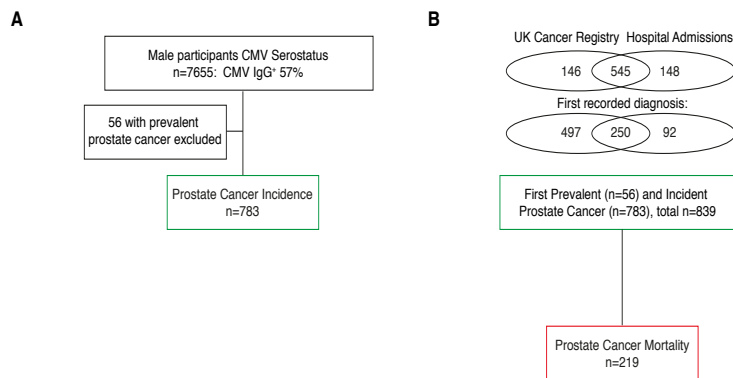 A
Male participants CMV Serostatus
n=7655: CMV IgG⁺ 57%
56 with prevalent
prostate cancer excluded
Prostate Cancer Incidence
n=783
B
UK Cancer Registry Hospital Admissions
146 545 148
First recorded diagnosis:
497 250 92
First Prevalent (n=56) and Incident
Prostate Cancer (n=783), total n=839
Prostate Cancer Mortality
n=219